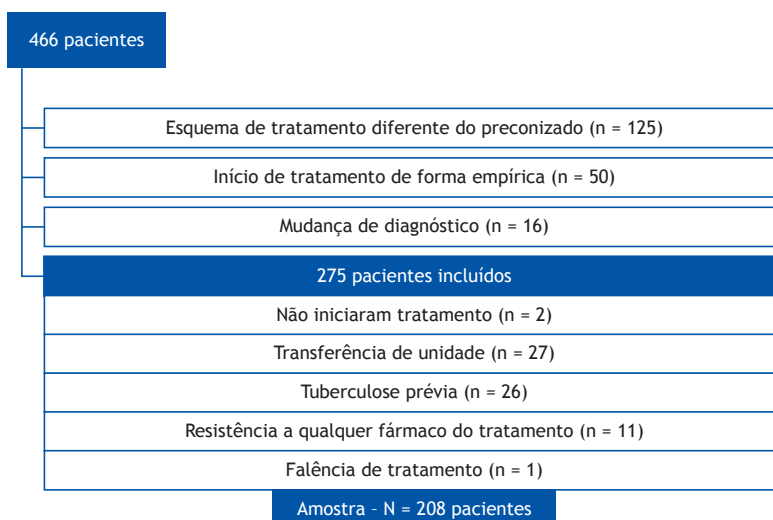 466 pacientes
Esquema de tratamento diferente do preconizado (n = 125)
Início de tratamento de forma empírica (n = 50)
Mudança de diagnóstico (n = 16)
275 pacientes incluídos
Não iniciaram tratamento (n = 2)
Transferência de unidade (n = 27)
Tuberculose prévia (n = 26)
Resistência a qualquer fármaco do tratamento (n = 11)
Falência de tratamento (n = 1)
Amostra - N = 208 pacientes